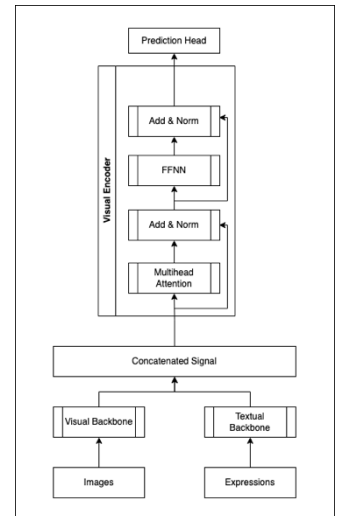 Prediction Head
Visual Encoder
Add & Norm
FFNN
Add & Norm
Multihead
Attention
Concatenated Signal
Visual Backbone
Textual
Backbone
Images
Expressions